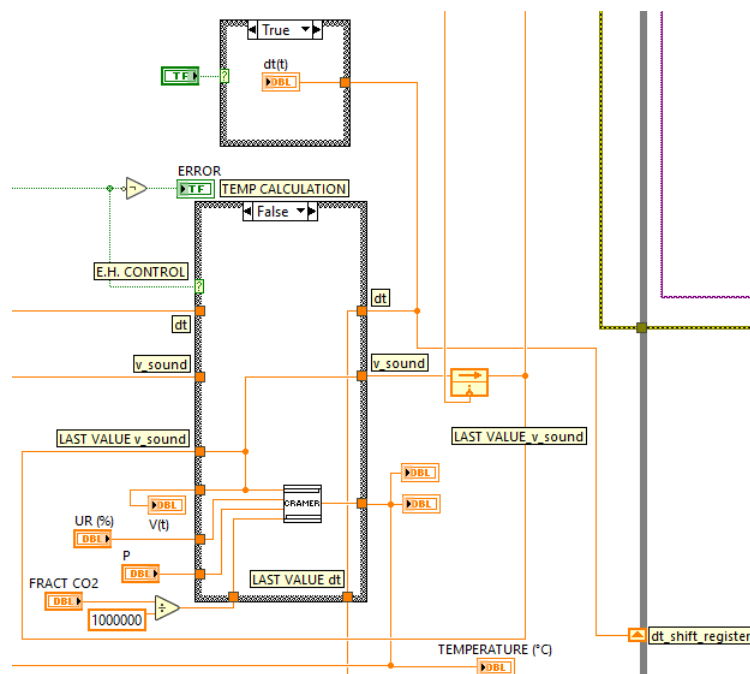 True
TF
?
dt(t)
DBL
ERROR
TF
TEMP CALCULATION
False
E.H. CONTROL
?
dt
dt
v_sound
v_sound
LAST VALUE v_sound
LAST VALUE_v_sound
DBL
V(t)
CRAMER
DBL
DBL
UR (%)
DBL
P
DBL
FRACT CO2
DBL
1000000
LAST VALUE dt
dt_shift_register
TEMPERATURE (°C)
DBL